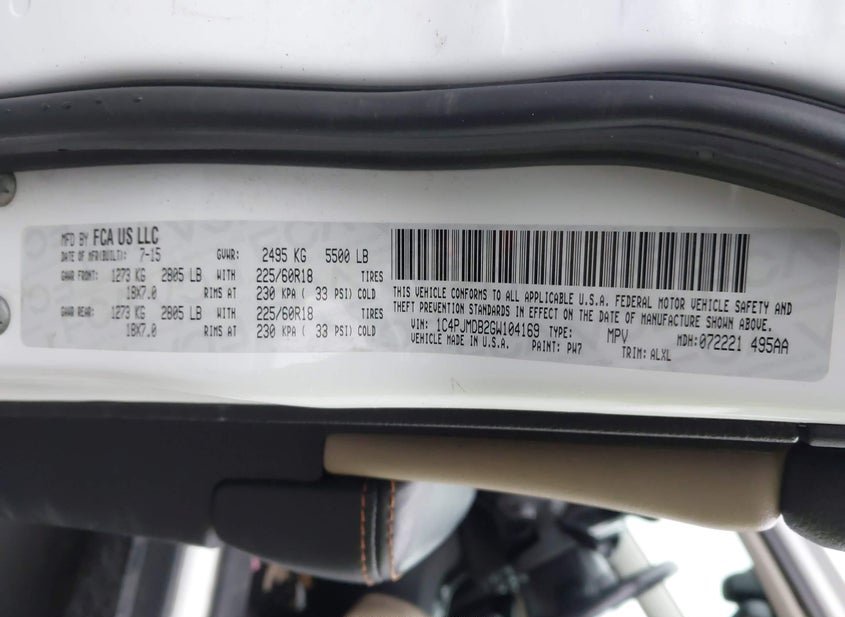 MFD BY FCA US LLC
DATE OF MFR(BUILT): 7-15 GVWR: 2495 KG 5500 LB
GAWR FRONT: 1273 KG 2805 LB WITH 225/60R18 TIRES
18X7.0 RIMS AT 230 KPA( 33 PSI) COLD
GAWR REAR: 1273 KG 2805 LB WITH 225/60R18 TIRES
18X7.0 RIMS AT 230 KPA( 33 PSI) COLD
THIS VEHICLE CONFORMS TO ALL APPLICABLE U.S.A. FEDERAL MOTOR VEHICLE SAFETY AND
THEFT PREVENTION STANDARDS IN EFFECT ON THE DATE OF MANUFACTURE SHOWN ABOVE.
VIN: 1C4PJMDB2GW104169 TYPE: MPV MDH: 072221 495AA
VEHICLE MADE IN U.S.A. PAINT: PW7 TRIM: ALXL